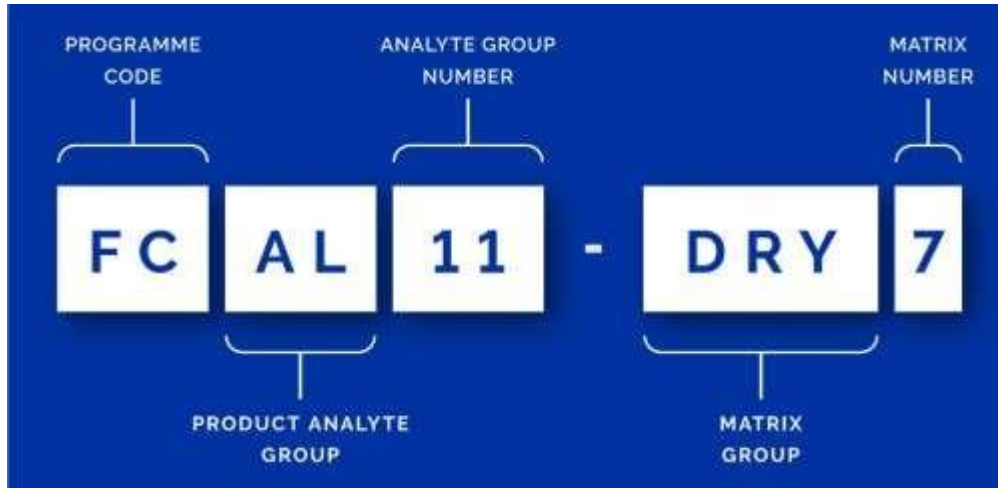 PROGRAMME
CODE
ANALYTE GROUP
NUMBER
MATRIX
NUMBER
FC AL 11 - DRY 7
PRODUCT ANALYTE
GROUP
MATRIX
GROUP